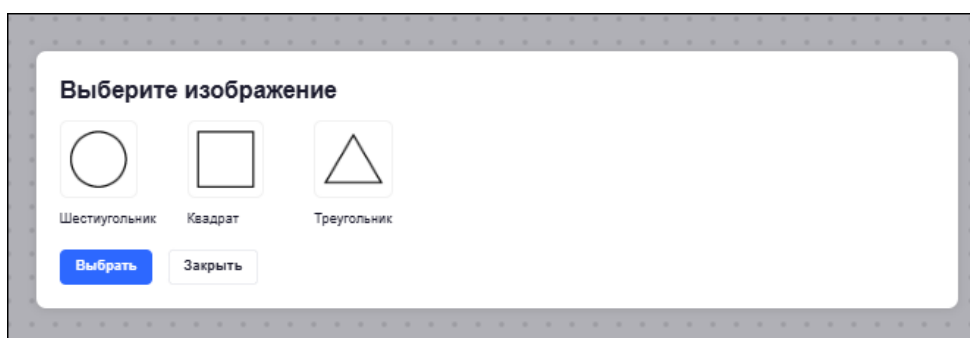 Выберите изображение
Шестиугольник Квадрат Треугольник
Выбрать Закрыть